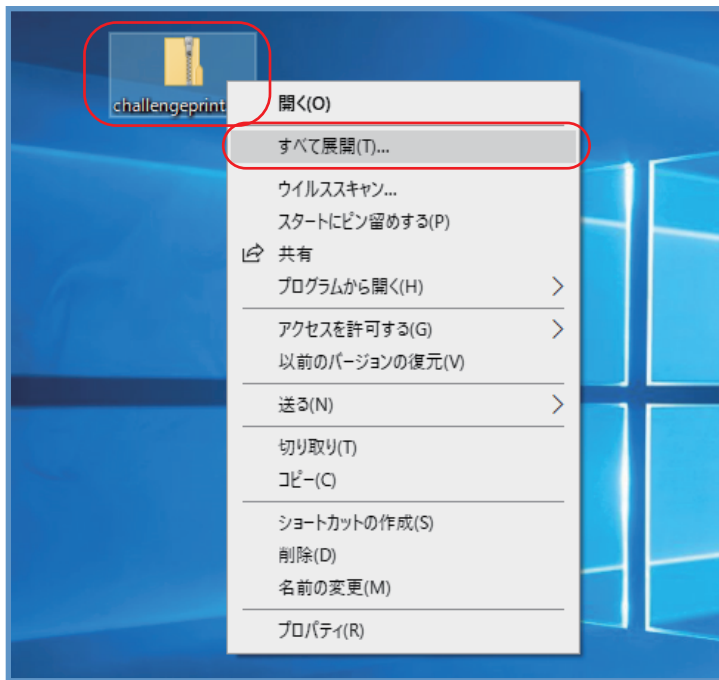 challengeprint
開く(O)
すべて展開(T)...
ウイルススキャン...
スタートにピン留めする(P)
共有
プログラムから開く(H)
アクセスを許可する(G)
以前のバージョンの復元(V)
送る(N)
切り取り(T)
コピー(C)
ショートカットの作成(S)
削除(D)
名前の変更(M)
プロパティ(R)